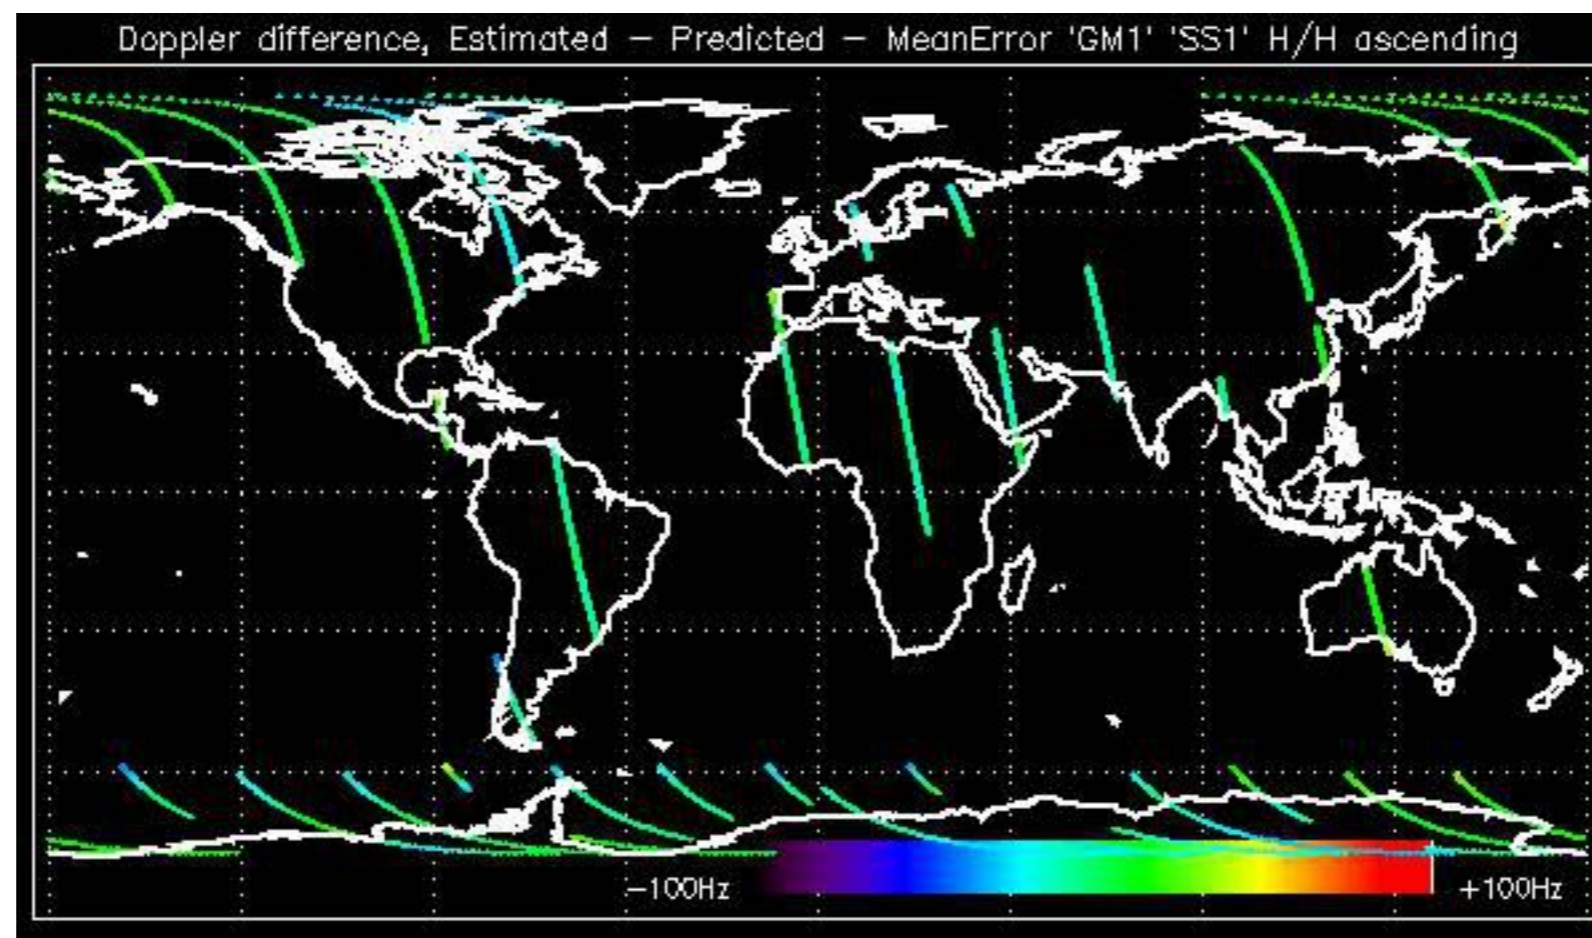 Doppler difference, Estimated – Predicted – MeanError 'GM1' 'SS1' H/H ascending
−100Hz
+100Hz